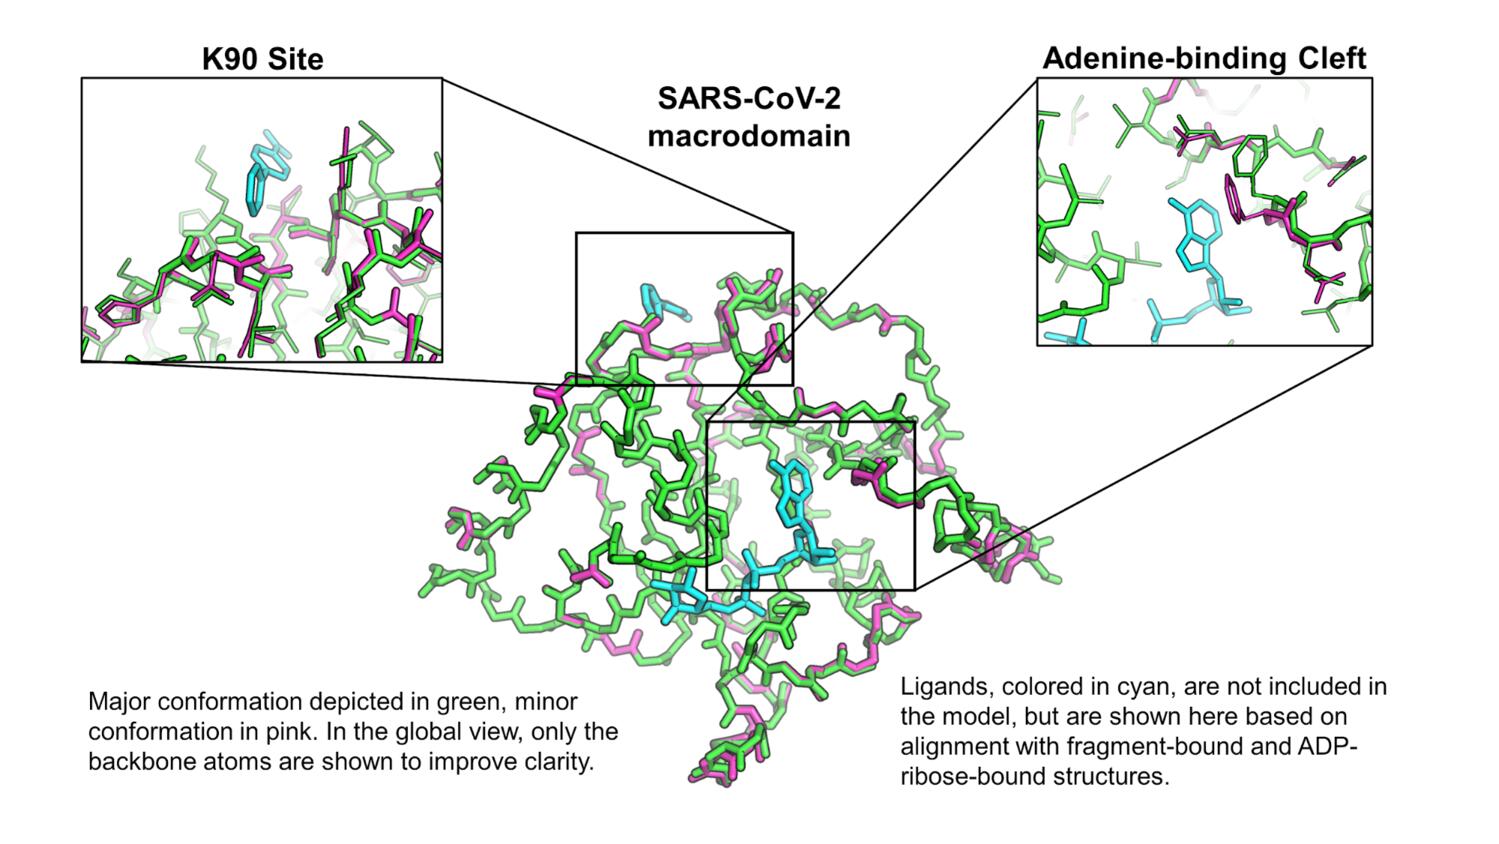 K90 Site
SARS-CoV-2
macrodomain
Adenine-binding Cleft
Major conformation depicted in green, minor
conformation in pink. In the global view, only the
backbone atoms are shown to improve clarity.
Ligands, colored in cyan, are not included in
the model, but are shown here based on
alignment with fragment-bound and ADP-
ribose-bound structures.